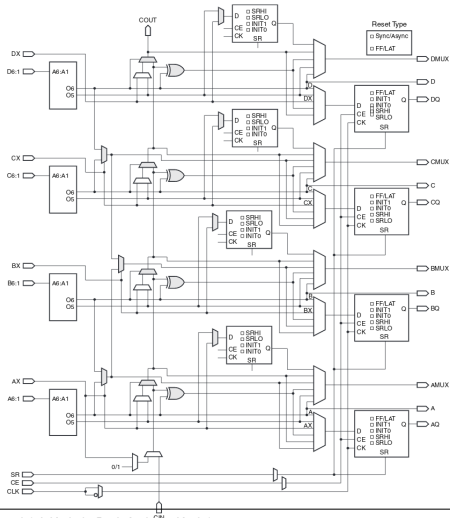 COUT
Reset Type
□ Sync/Async
□ FF/LAT
□ SRHI
□ SRLO
□ INIT1
□ INIT0
D
CE
CK
Q
SR
DX
D6:1
A6:A1
O6
O5
DMUX
D
DQ
D
DX
□ FF/LAT
□ INIT1
□ INIT0
□ SRHI
□ SRLO
D
CE
CK
Q
SR
□ SRHI
□ SRLO
□ INIT1
□ INIT0
D
CE
CK
Q
SR
CX
C6:1
A6:A1
O6
O5
CMUX
C
CQ
C
CX
□ FF/LAT
□ INIT1
□ INIT0
□ SRHI
□ SRLO
D
CE
CK
Q
SR
□ SRHI
□ SRLO
□ INIT1
□ INIT0
D
CE
CK
Q
SR
BX
B6:1
A6:A1
O6
O5
BMUX
B
BQ
B
BX
□ FF/LAT
□ INIT1
□ INIT0
□ SRHI
□ SRLO
D
CE
CK
Q
SR
□ SRHI
□ SRLO
□ INIT1
□ INIT0
D
CE
CK
Q
SR
AX
A6:1
A6:A1
O6
O5
AMUX
A
AQ
A
AX
□ FF/LAT
□ INIT1
□ INIT0
□ SRHI
□ SRLO
D
CE
CK
Q
SR
0/1
SR
CE
CLK
CIN